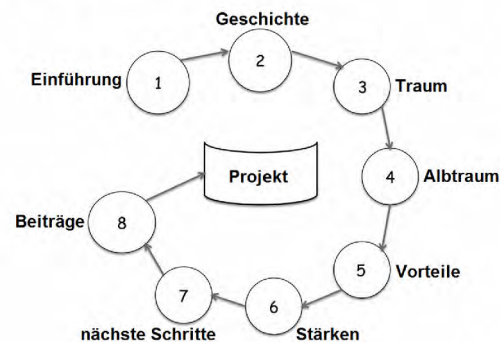 Geschichte
Einführung
1
2
3
Traum
4
Albtraum
Projekt
Beiträge
8
5
Vorteile
7
6
nächste Schritte
Stärken